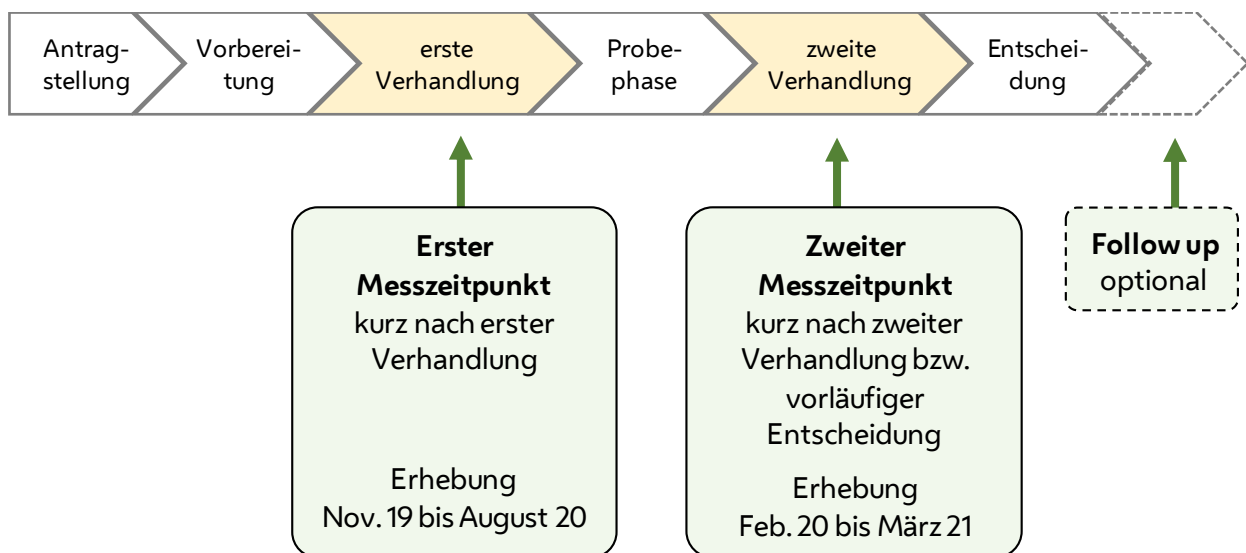 Antrag-
stellung
Vorberei-
tung
erste
Verhandlung
Probe-
phase
zweite
Verhandlung
Entschei-
dung
Erster
Messzeitpunkt
kurz nach erster
Verhandlung
Erhebung
Nov. 19 bis August 20
Zweiter
Messzeitpunkt
kurz nach zweiter
Verhandlung bzw.
vorläufiger
Entscheidung
Erhebung
Feb. 20 bis März 21
Follow up
optional